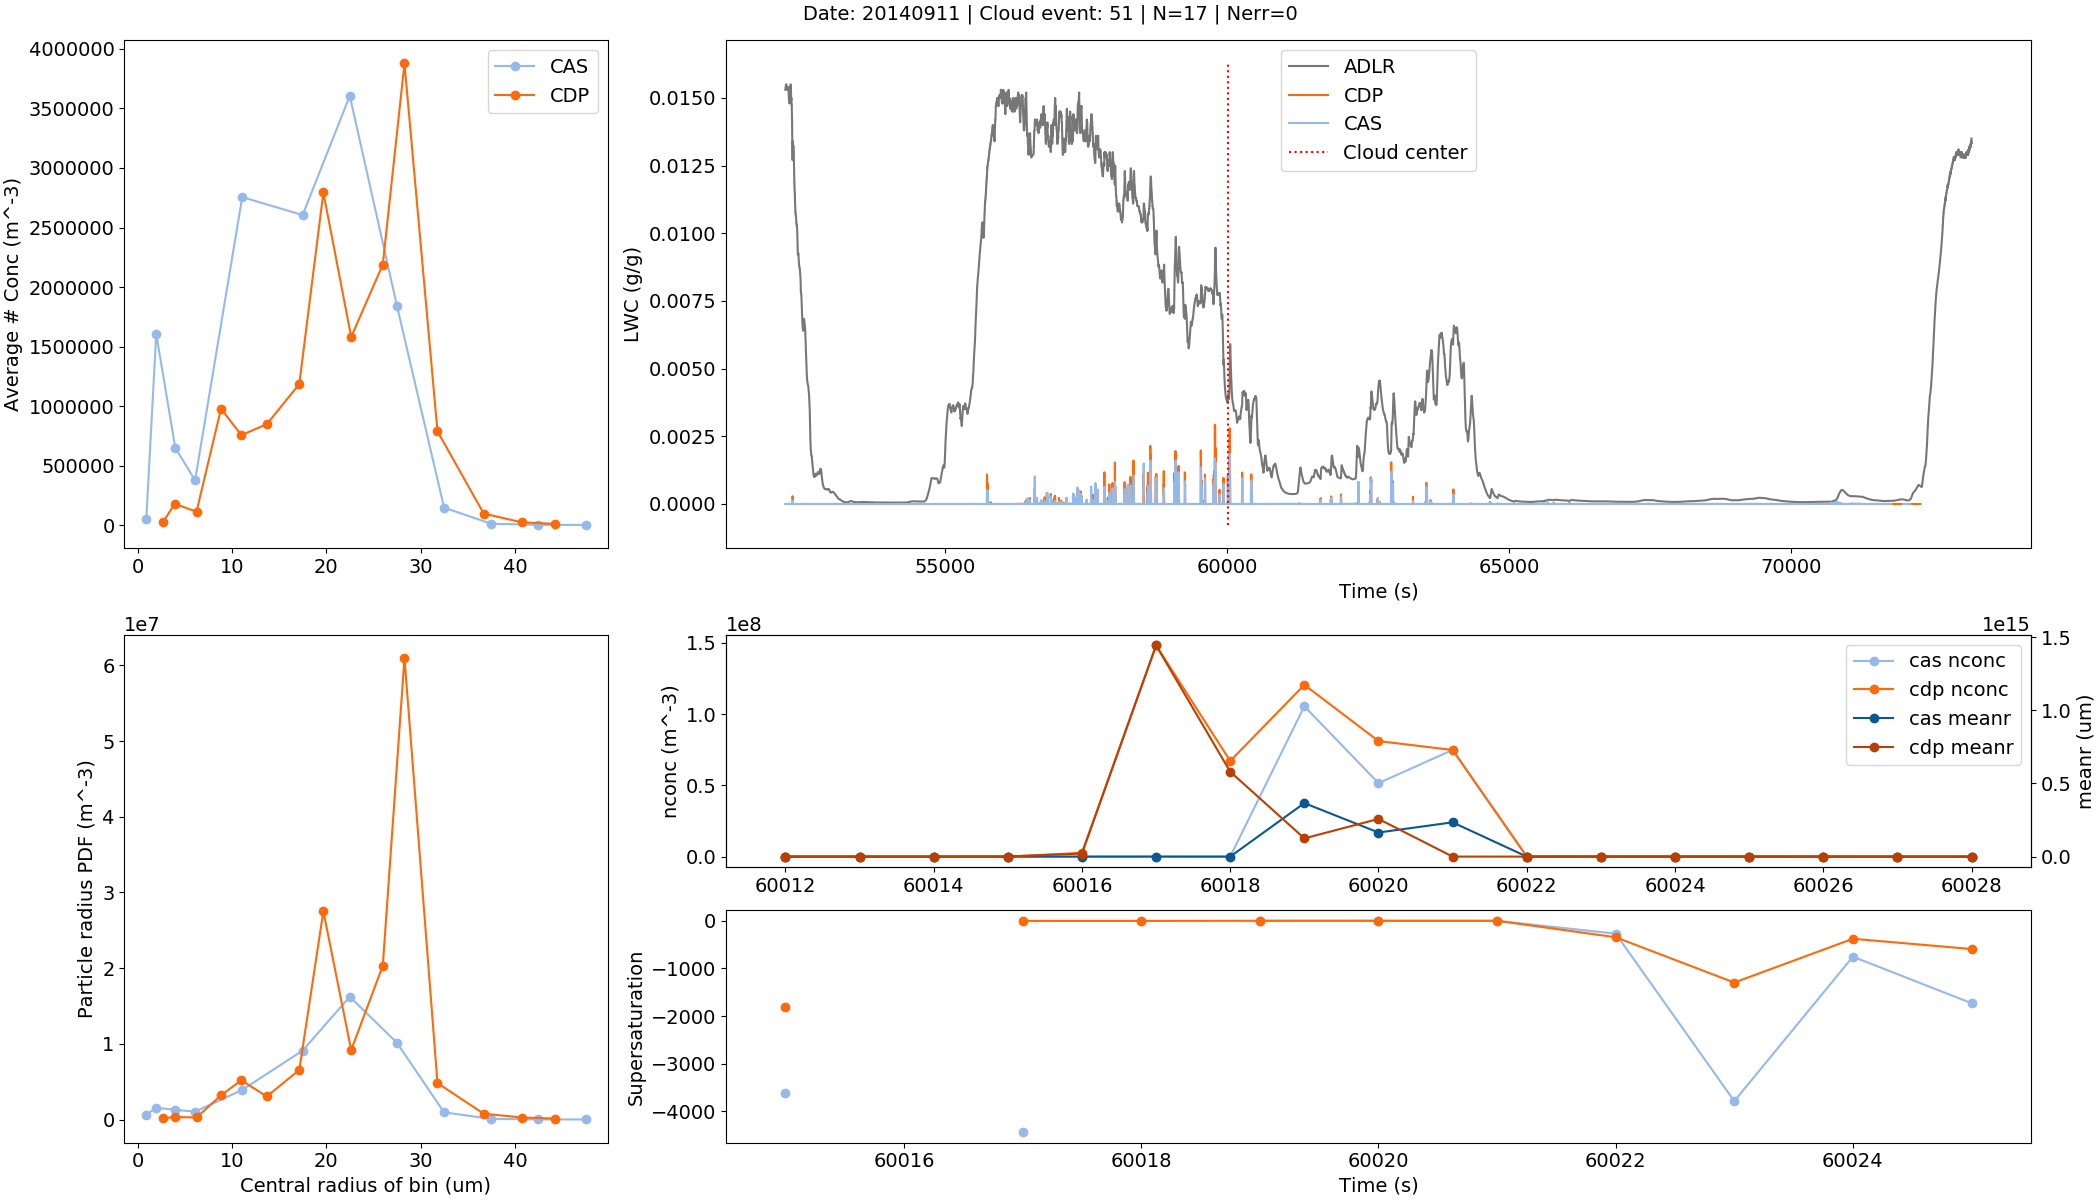 Date: 20140911 | Cloud event: 51 | N=17 | Nerr=0
Average # Conc (m^-3)
4000000
3500000
3000000
2500000
2000000
1500000
1000000
500000
0
0 10 20 30 40
CAS
CDP
LWC (g/g)
0.0150
0.0125
0.0100
0.0075
0.0050
0.0025
0.0000
55000 60000 65000 70000
Time (s)
ADLR
CDP
CAS
Cloud center
1e7
Particle radius PDF (m^-3)
6
5
4
3
2
1
0
0 10 20 30 40
Central radius of bin (um)
1e8
1e15
nconc (m^-3)
1.5
1.0
0.5
0.0
1.5
1.0
0.5
0.0
meanr (um)
cas nconc
cdp nconc
cas meanr
cdp meanr
60012 60014 60016 60018 60020 60022 60024 60026 60028
Supersaturation
0
−1000
−2000
−3000
−4000
60016 60018 60020 60022 60024
Time (s)